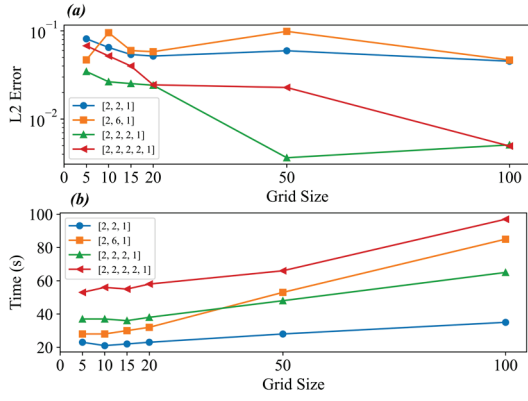 (a)
10⁻¹
10⁻²
L2 Error
[2, 2, 1]
[2, 6, 1]
[2, 2, 2, 1]
[2, 2, 2, 2, 1]
0 5 10 15 20 50 100
Grid Size
(b)
100
80
60
40
20
Time (s)
[2, 2, 1]
[2, 6, 1]
[2, 2, 2, 1]
[2, 2, 2, 2, 1]
0 5 10 15 20 50 100
Grid Size